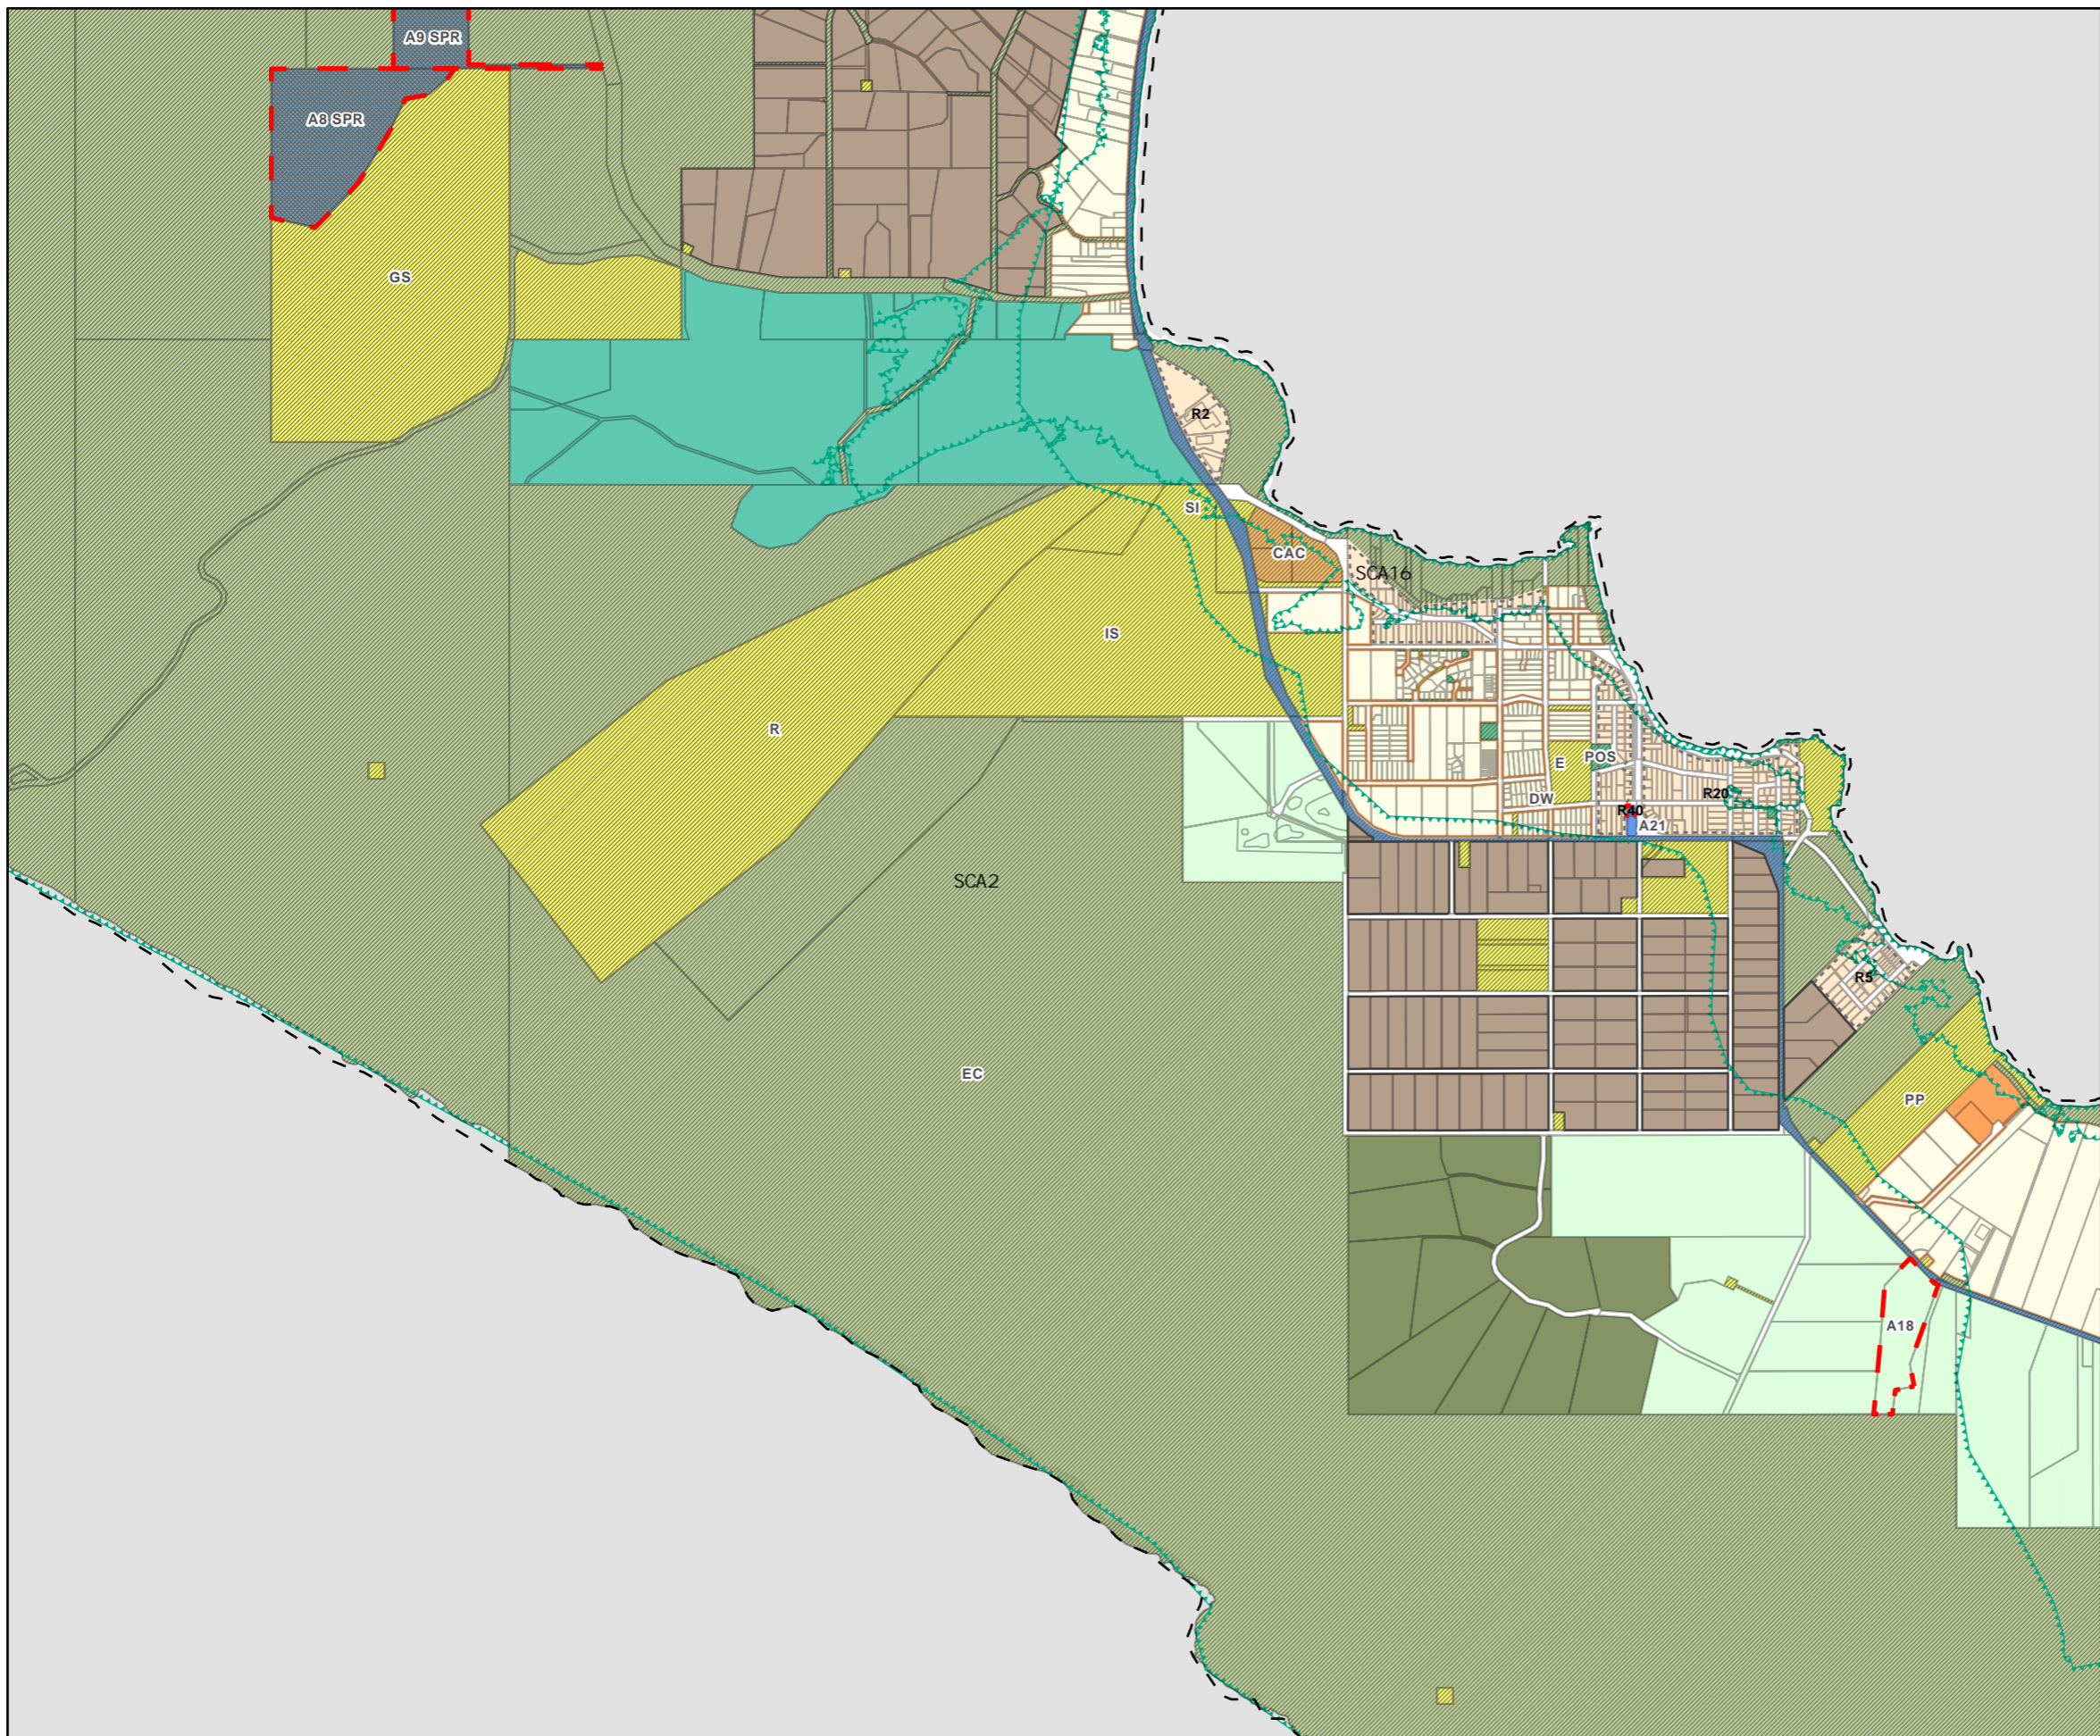 A9 SPR
A8 SPR
GS
R2
SI
CAC
SCA16
IS
R
POS
E
R20
DW
R40
A21
SCA2
R5
EC
PP
A18